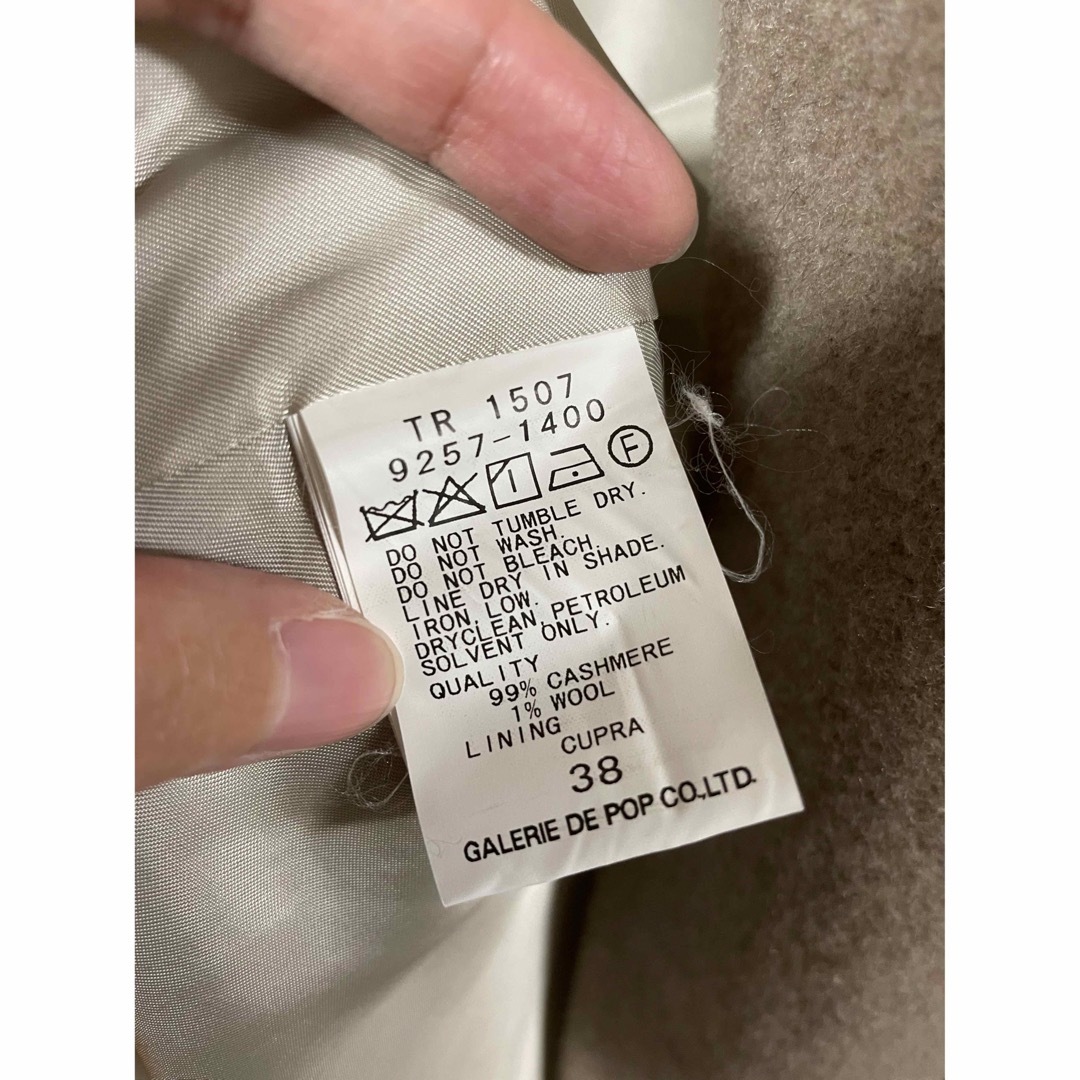 TR 1507
9257-1400
F
DO NOT TUMBLE DRY.
DO NOT WASH.
DO NOT BLEACH.
LINE DRY IN SHADE.
IRON LOW.
DRYCLEAN,PETROLEUM
SOLVENT ONLY.
QUALITY
99% CASHMERE
1% WOOL
LINING
CUPRA
38
GALERIE DE POP CO.,LTD.